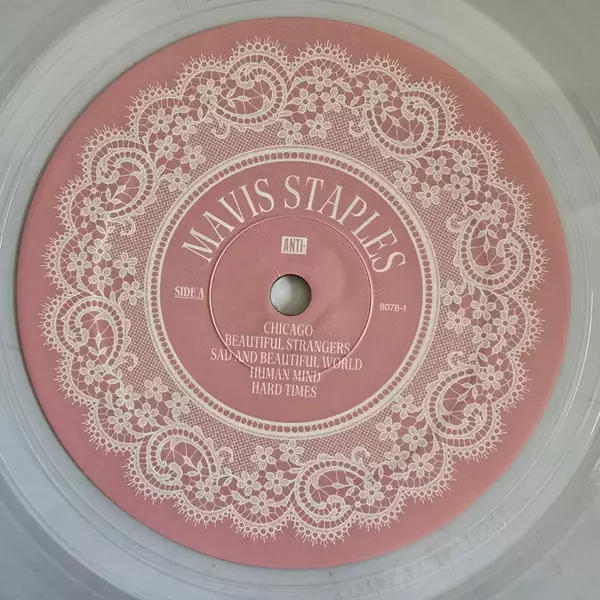 MAVIS STAPLES
ANTI-
SIDE A
8078-1
CHICAGO
BEAUTIFUL STRANGERS
SAD AND BEAUTIFUL WORLD
HUMAN MIND
HARD TIMES